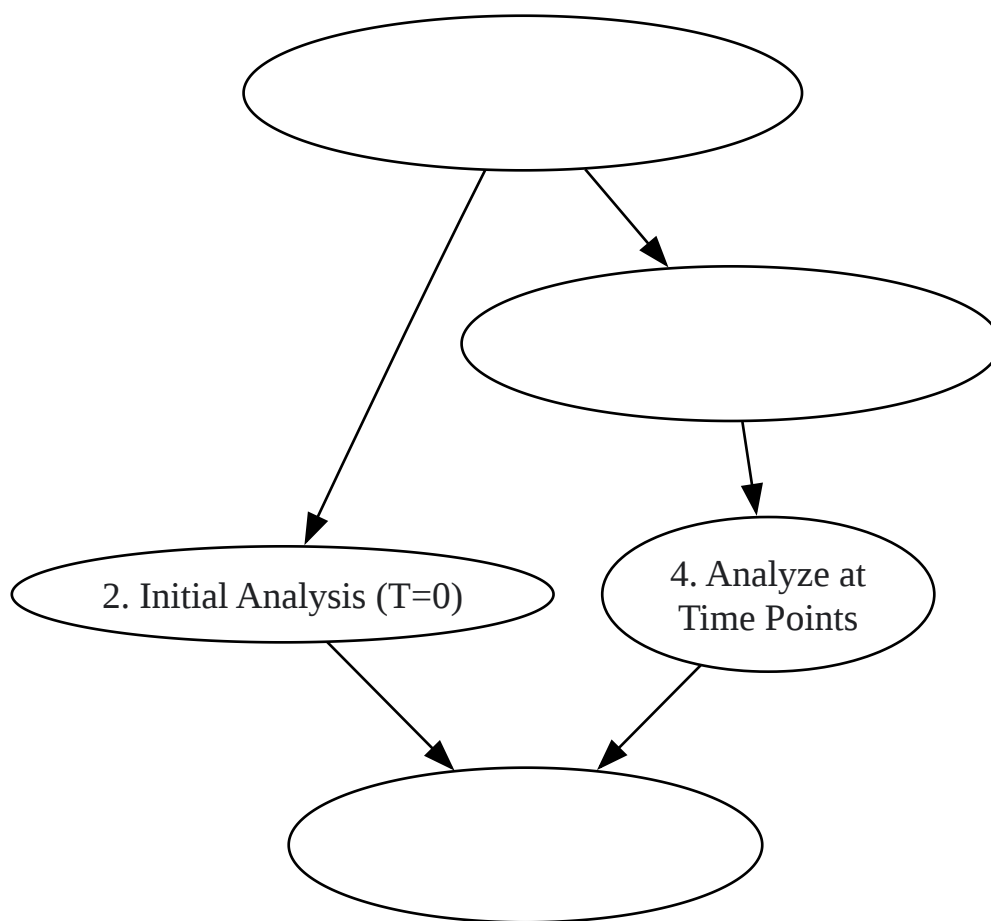 2. Initial Analysis (T=0)
4. Analyze at
Time Points